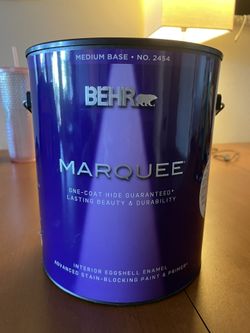 MEDIUM BASE • NO. 2454
BEHR
MARQUEE™
ONE-COAT HIDE GUARANTEED*
LASTING BEAUTY & DURABILITY
INTERIOR EGGSHELL ENAMEL
ADVANCED STAIN-BLOCKING PAINT & PRIMER